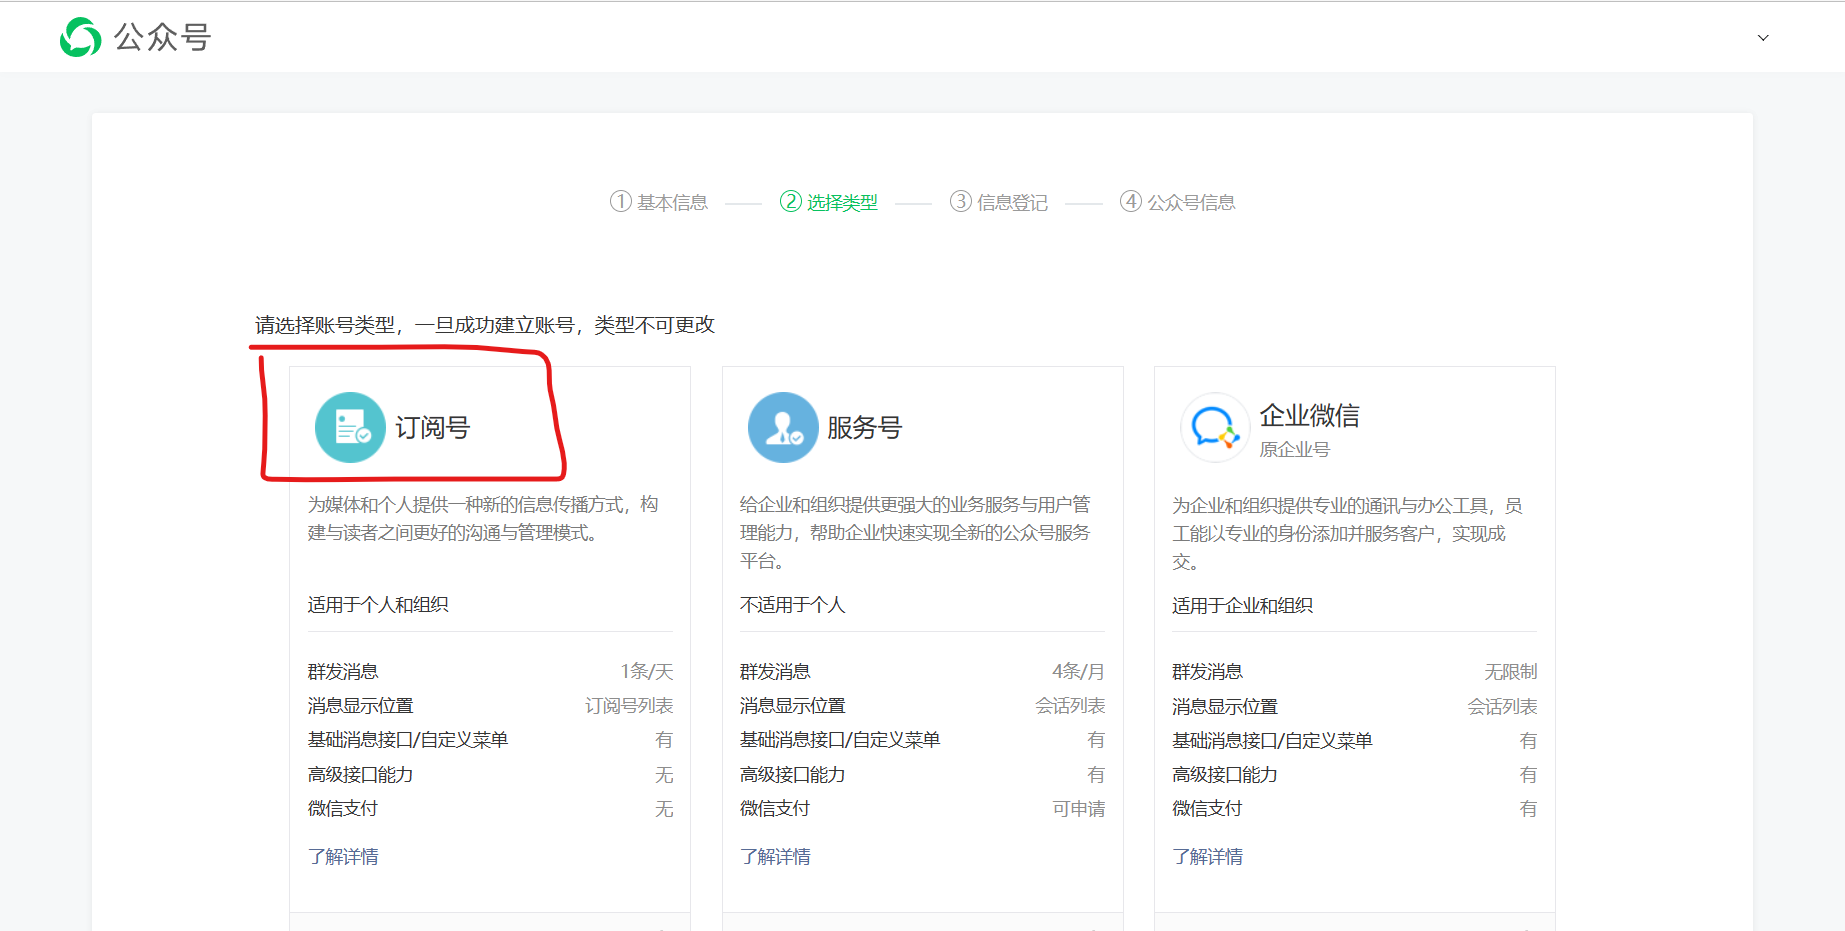 公众号
① 基本信息 ② 选择类型 ③ 信息登记 ④ 公众号信息
请选择账号类型，一旦成功建立账号，类型不可更改
订阅号
为媒体和个人提供一种新的信息传播方式，构
建与读者之间更好的沟通与管理模式。
适用于个人和组织
群发消息 1条/天
消息显示位置 订阅号列表
基础消息接口/自定义菜单 有
高级接口能力 无
微信支付 无
了解详情
服务号
给企业和组织提供更强大的业务服务与用户管
理能力，帮助企业快速实现全新的公众号服务
平台。
不适用于个人
群发消息 4条/月
消息显示位置 会话列表
基础消息接口/自定义菜单 有
高级接口能力 有
微信支付 可申请
了解详情
企业微信
原企业号
为企业和组织提供专业的通讯与办公工具，员
工能以专业的身份添加并服务客户，实现成
交。
适用于企业和组织
群发消息 无限制
消息显示位置 会话列表
基础消息接口/自定义菜单 有
高级接口能力 有
微信支付 有
了解详情